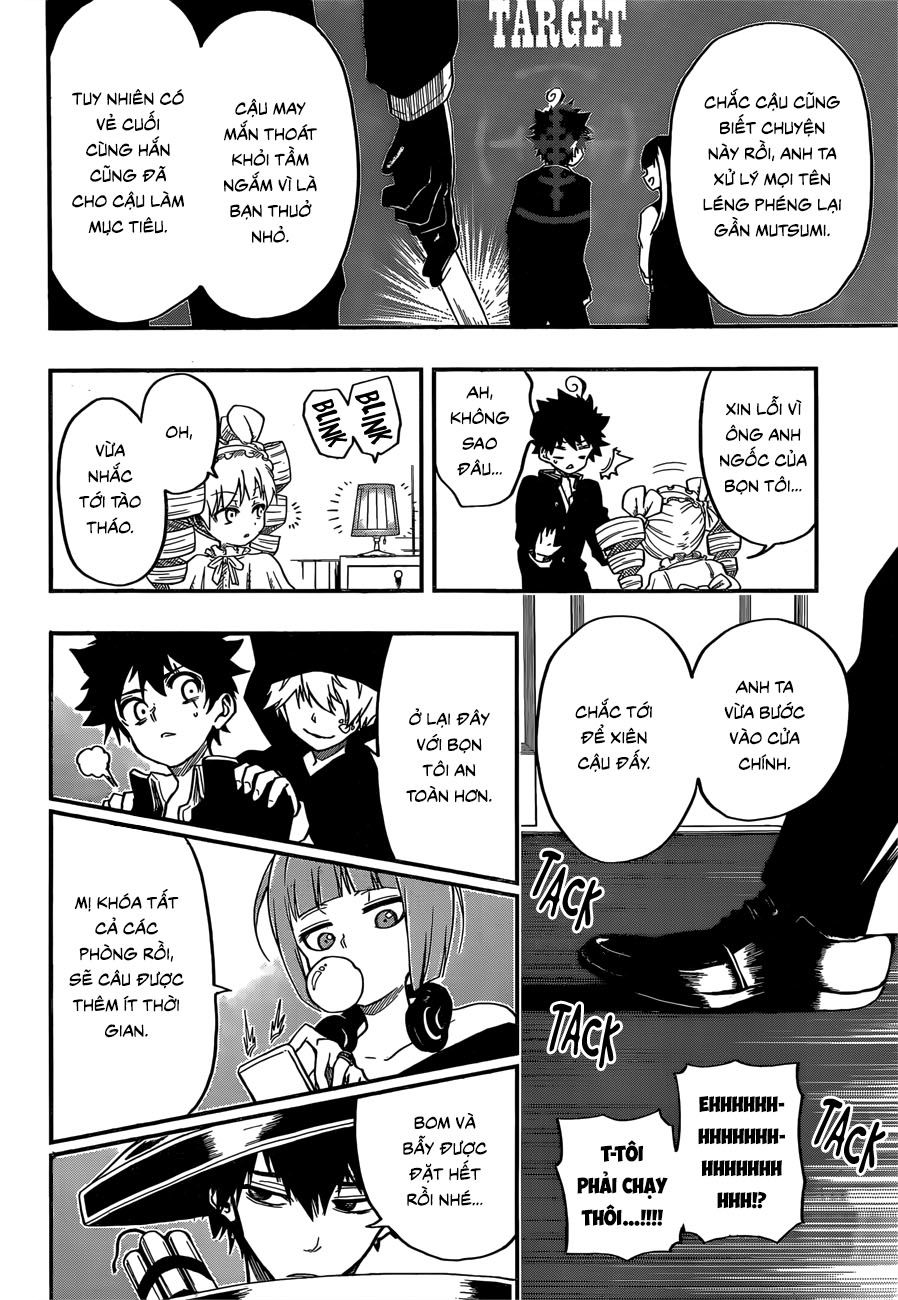 TARGET
CHẮC CẬU CŨNG
BIẾT CHUYỆN
NÀY RỒI, ANH TA
XỬ LÝ MỌI TÊN
LÉNG PHÉNG LẠI
GẦN MUTSUMI.
CẬU MAY
MẮN THOÁT
KHỎI TẦM
NGẮM VÌ LÀ
BẠN THUỞ
NHỎ.
TUY NHIÊN CÓ
VẺ CUỐI
CÙNG HẮN
CŨNG ĐÃ
CHO CẬU LÀM
MỤC TIÊU.
XIN LỖI VÌ
ÔNG ANH
NGỐC CỦA
BỌN TÔI...
AH,
KHÔNG
SAO
ĐÂU...
BLINK
BLINK
OH,
VỪA
NHẮC
TỚI TÀO
THÁO.
ANH TA
VỪA BƯỚC
VÀO CỬA
CHÍNH.
CHẮC TỚI
ĐỂ XIÊN
CẬU ĐẤY.
TACK
TACK
TACK
EHHHHHH-
HHHHHHH-
HHHHHHH
HHH!?
T-TÔI
PHẢI CHẠY
THÔI...!!!!
Ở LẠI ĐÂY
VỚI BỌN
TÔI AN
TOÀN HƠN.
MỊ KHÓA TẤT
CẢ CÁC
PHÒNG RỒI,
SẼ CÂU ĐƯỢC
THÊM ÍT THỜI
GIAN.
BOM VÀ
BẪY ĐƯỢC
ĐẶT HẾT
RỒI NHÉ...